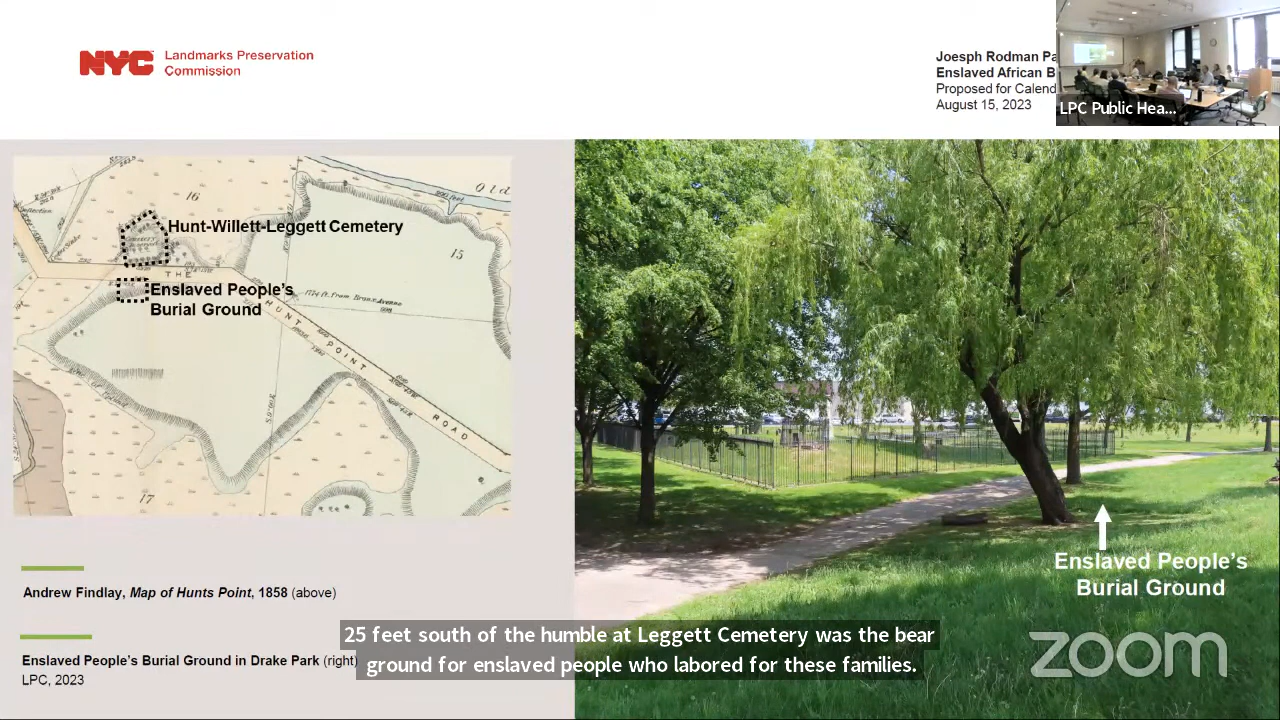 NYC Landmarks Preservation
Commission
Joesph Rodman Pa
Enslaved African B
Proposed for Calend
August 15, 2023
LPC Public Hea...
Old
16
15
Hunt-Willett-Leggett Cemetery
THE
Enslaved People's
Burial Ground
HUNT POINT ROAD
17
Andrew Findlay, Map of Hunts Point, 1858 (above)
Enslaved People's Burial Ground in Drake Park (right)
LPC, 2023
Enslaved People's
Burial Ground
25 feet south of the humble at Leggett Cemetery was the bear
ground for enslaved people who labored for these families.
zoom